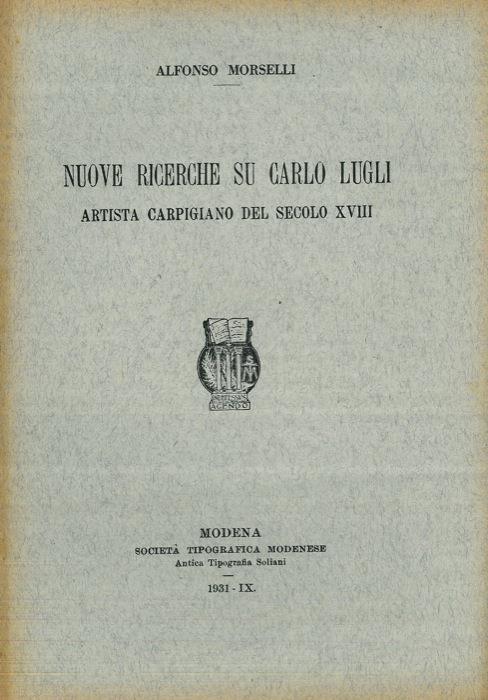 ALFONSO MORSELLI
NUOVE RICERCHE SU CARLO LUGLI
ARTISTA CARPIGIANO DEL SECOLO XVIII
AGENDO
MODENA
SOCIETÀ TIPOGRAFICA MODENESE
Antica Tipografia Soliani
1931 - IX.